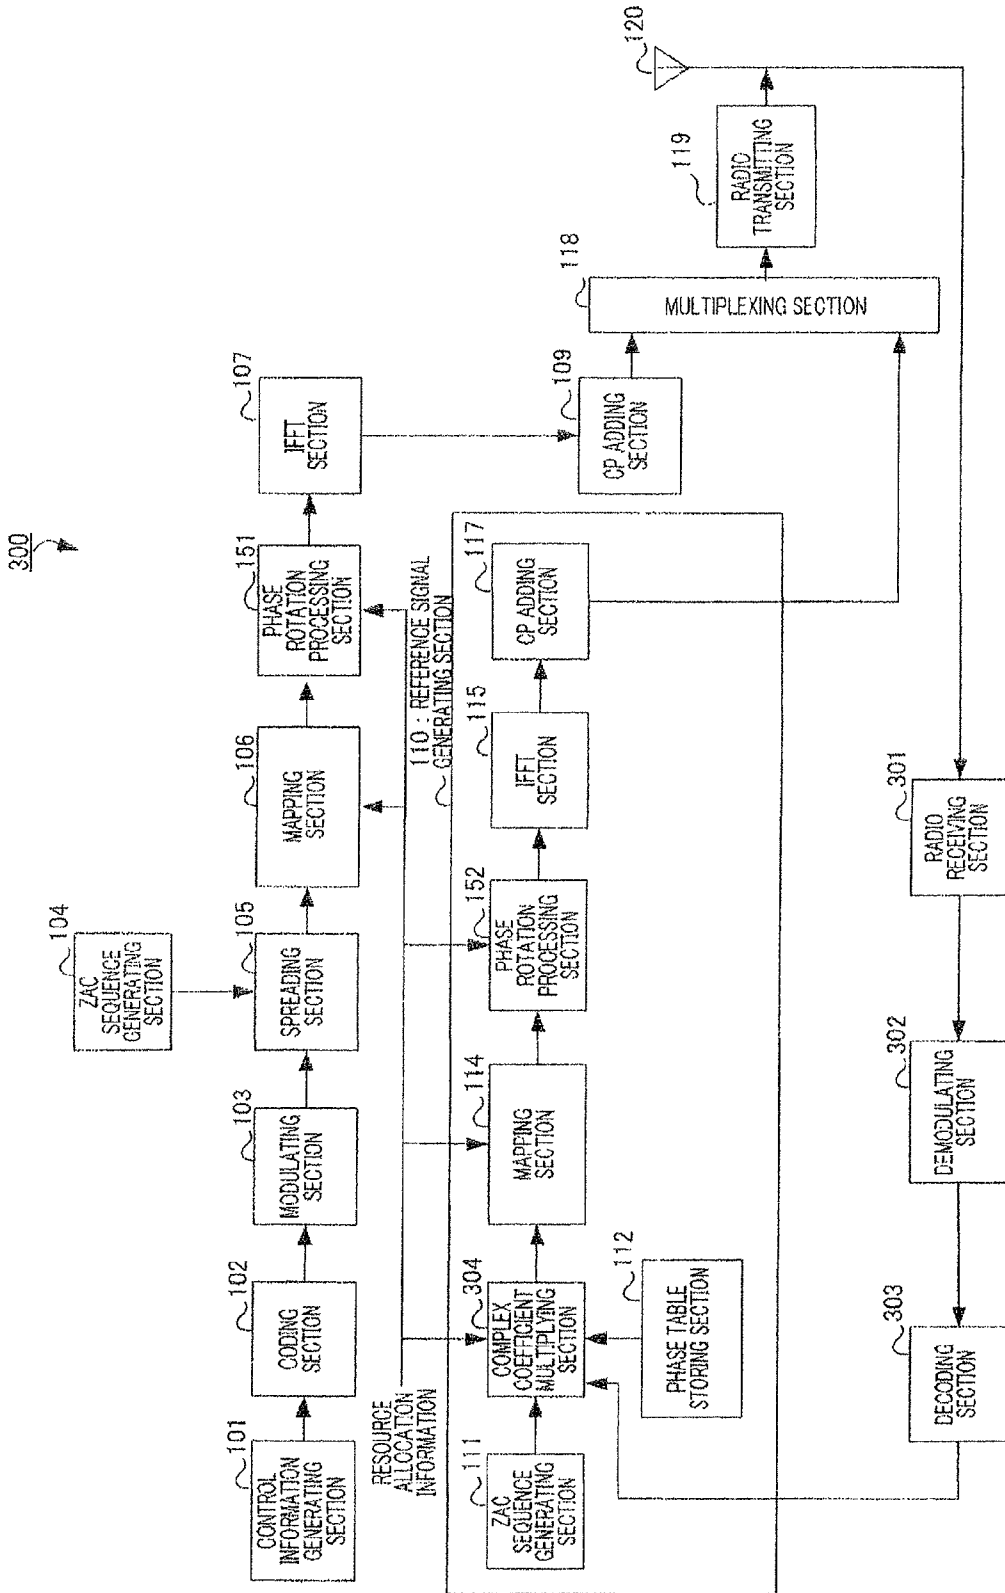 300
101
CONTROL
INFORMATION
GENERATING
SECTION
102
CODING
SECTION
103
MODULATING
SECTION
104
ZAC
SEQUENCE
GENERATING
SECTION
105
SPREADING
SECTION
106
MAPPING
SECTION
151
PHASE
ROTATION
PROCESSING
SECTION
107
IFFT
SECTION
109
CP ADDING
SECTION
118
MULTIPLEXING SECTION
119
RADIO
TRANSMITTING
SECTION
120
RESOURCE
ALLOCATION
INFORMATION
110 : REFERENCE SIGNAL
GENERATING SECTION
111
ZAC
SEQUENCE
GENERATING
SECTION
304
COMPLEX
COEFFICIENT
MULTIPLYING
SECTION
112
PHASE TABLE
STORING SECTION
114
MAPPING
SECTION
152
PHASE
ROTATION
PROCESSING
SECTION
115
IFFT
SECTION
117
CP ADDING
SECTION
303
DECODING
SECTION
302
DEMODULATING
SECTION
301
RADIO
RECEIVING
SECTION